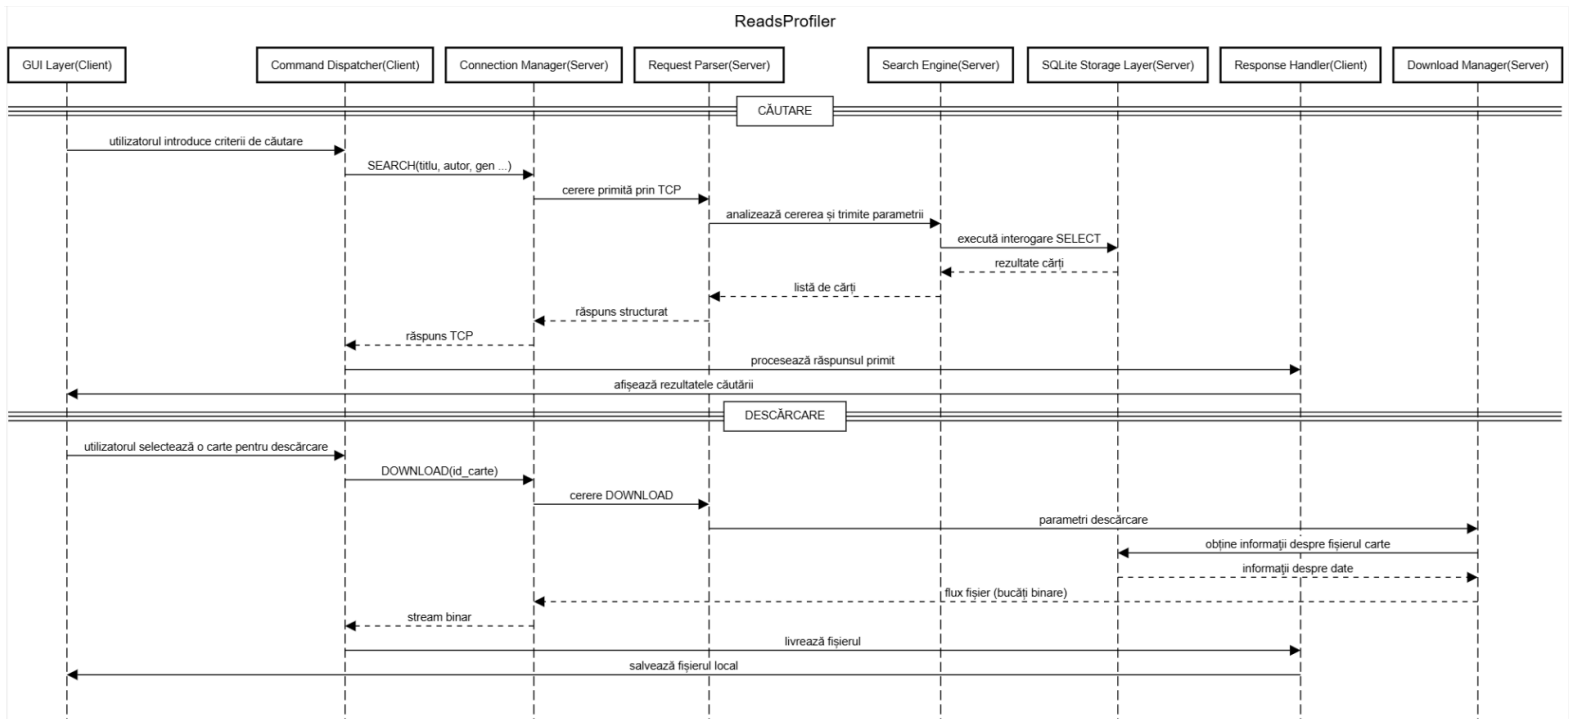 ReadsProfiler
GUI Layer(Client)
Command Dispatcher(Client)
Connection Manager(Server)
Request Parser(Server)
Search Engine(Server)
SQLite Storage Layer(Server)
Response Handler(Client)
Download Manager(Server)
CĂUTARE
utilizatorul introduce criterii de căutare
SEARCH(titlu, autor, gen ...)
cerere primită prin TCP
analizează cererea și trimite parametrii
execută interogare SELECT
rezultate cărți
listă de cărți
răspuns structurat
răspuns TCP
procesează răspunsul primit
afișează rezultatele căutării
DESCĂRCARE
utilizatorul selectează o carte pentru descărcare
DOWNLOAD(id_carte)
cerere DOWNLOAD
parametri descărcare
obține informații despre fișierul carte
informații despre date
flux fișier (bucăți binare)
stream binar
livrează fișierul
salvează fișierul local